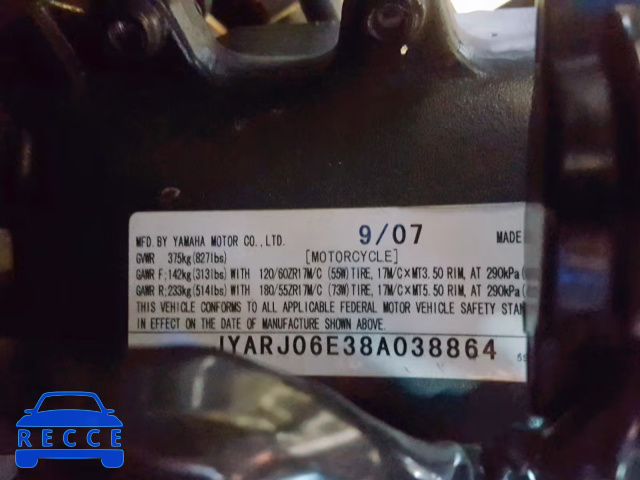 MFD. BY YAMAHA MOTOR CO., LTD. 9/07 MADE
GVWR 375kg(827lbs) [MOTORCYCLE]
GAWR F;142kg(313lbs) WITH 120/60ZR17M/C (55W) TIRE, 17M/C×MT3.50 RIM, AT 290kPa(
GAWR R;233kg(514lbs) WITH 180/55ZR17M/C (73W) TIRE, 17M/C×MT5.50 RIM, AT 290kPa(
THIS VEHICLE CONFORMS TO ALL APPLICABLE FEDERAL MOTOR VEHICLE SAFETY STAN
IN EFFECT ON THE DATE OF MANUFACTURE SHOWN ABOVE.
JYARJ06E38A038864
RECCE